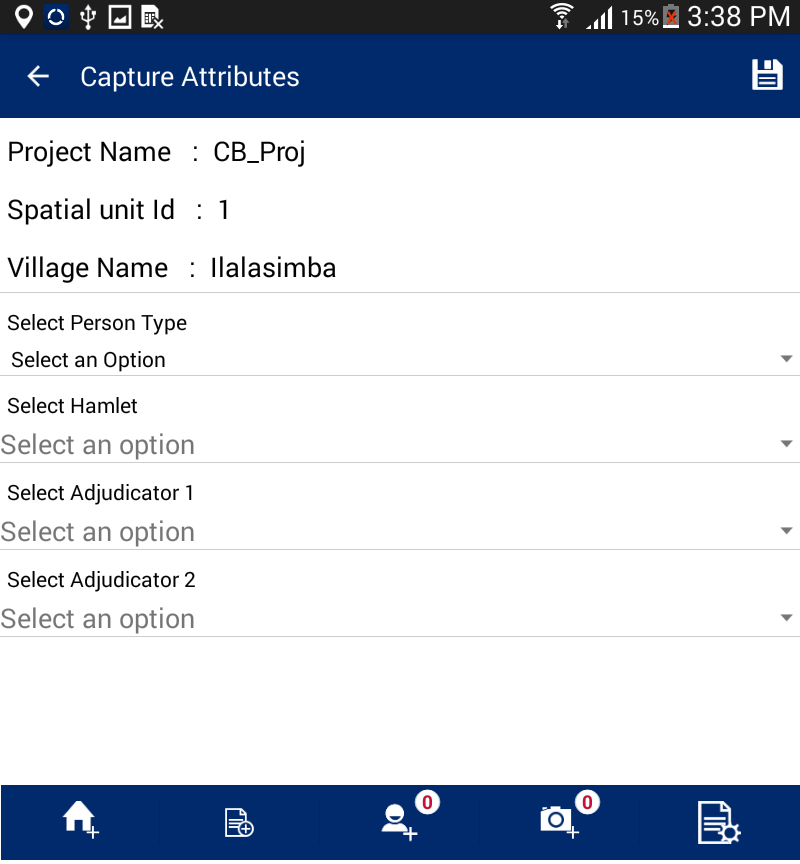 15% 3:38 PM
Capture Attributes
Project Name : CB_Proj
Spatial unit Id : 1
Village Name : Ilalasimba
Select Person Type
Select an Option
Select Hamlet
Select an option
Select Adjudicator 1
Select an option
Select Adjudicator 2
Select an option
0 0